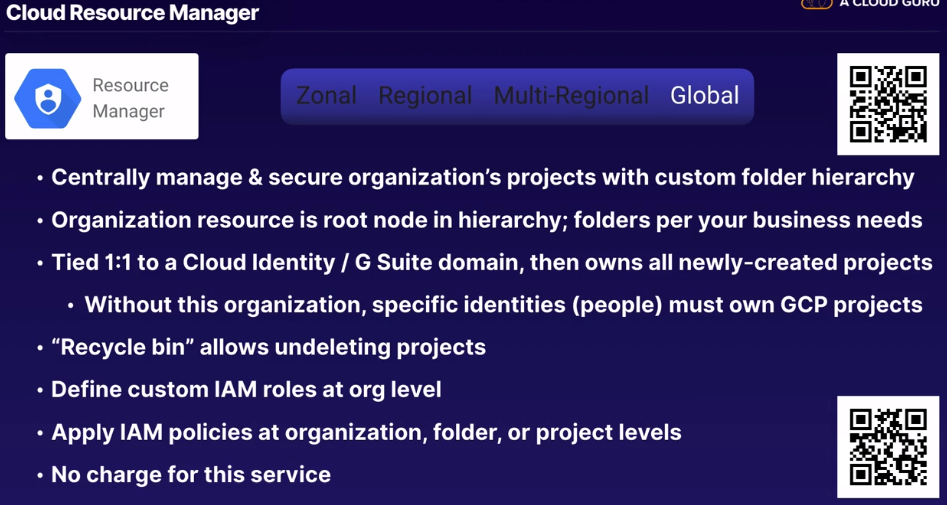 Cloud Resource Manager
A CLOUD GURU
Resource
Manager
Zonal Regional Multi-Regional Global
• Centrally manage & secure organization’s projects with custom folder hierarchy
• Organization resource is root node in hierarchy; folders per your business needs
• Tied 1:1 to a Cloud Identity / G Suite domain, then owns all newly-created projects
• Without this organization, specific identities (people) must own GCP projects
• “Recycle bin” allows undeleting projects
• Define custom IAM roles at org level
• Apply IAM policies at organization, folder, or project levels
• No charge for this service